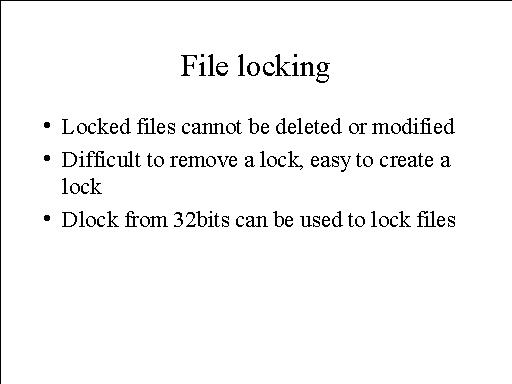 File locking
• Locked files cannot be deleted or modified
• Difficult to remove a lock, easy to create a
lock
• Dlock from 32bits can be used to lock files